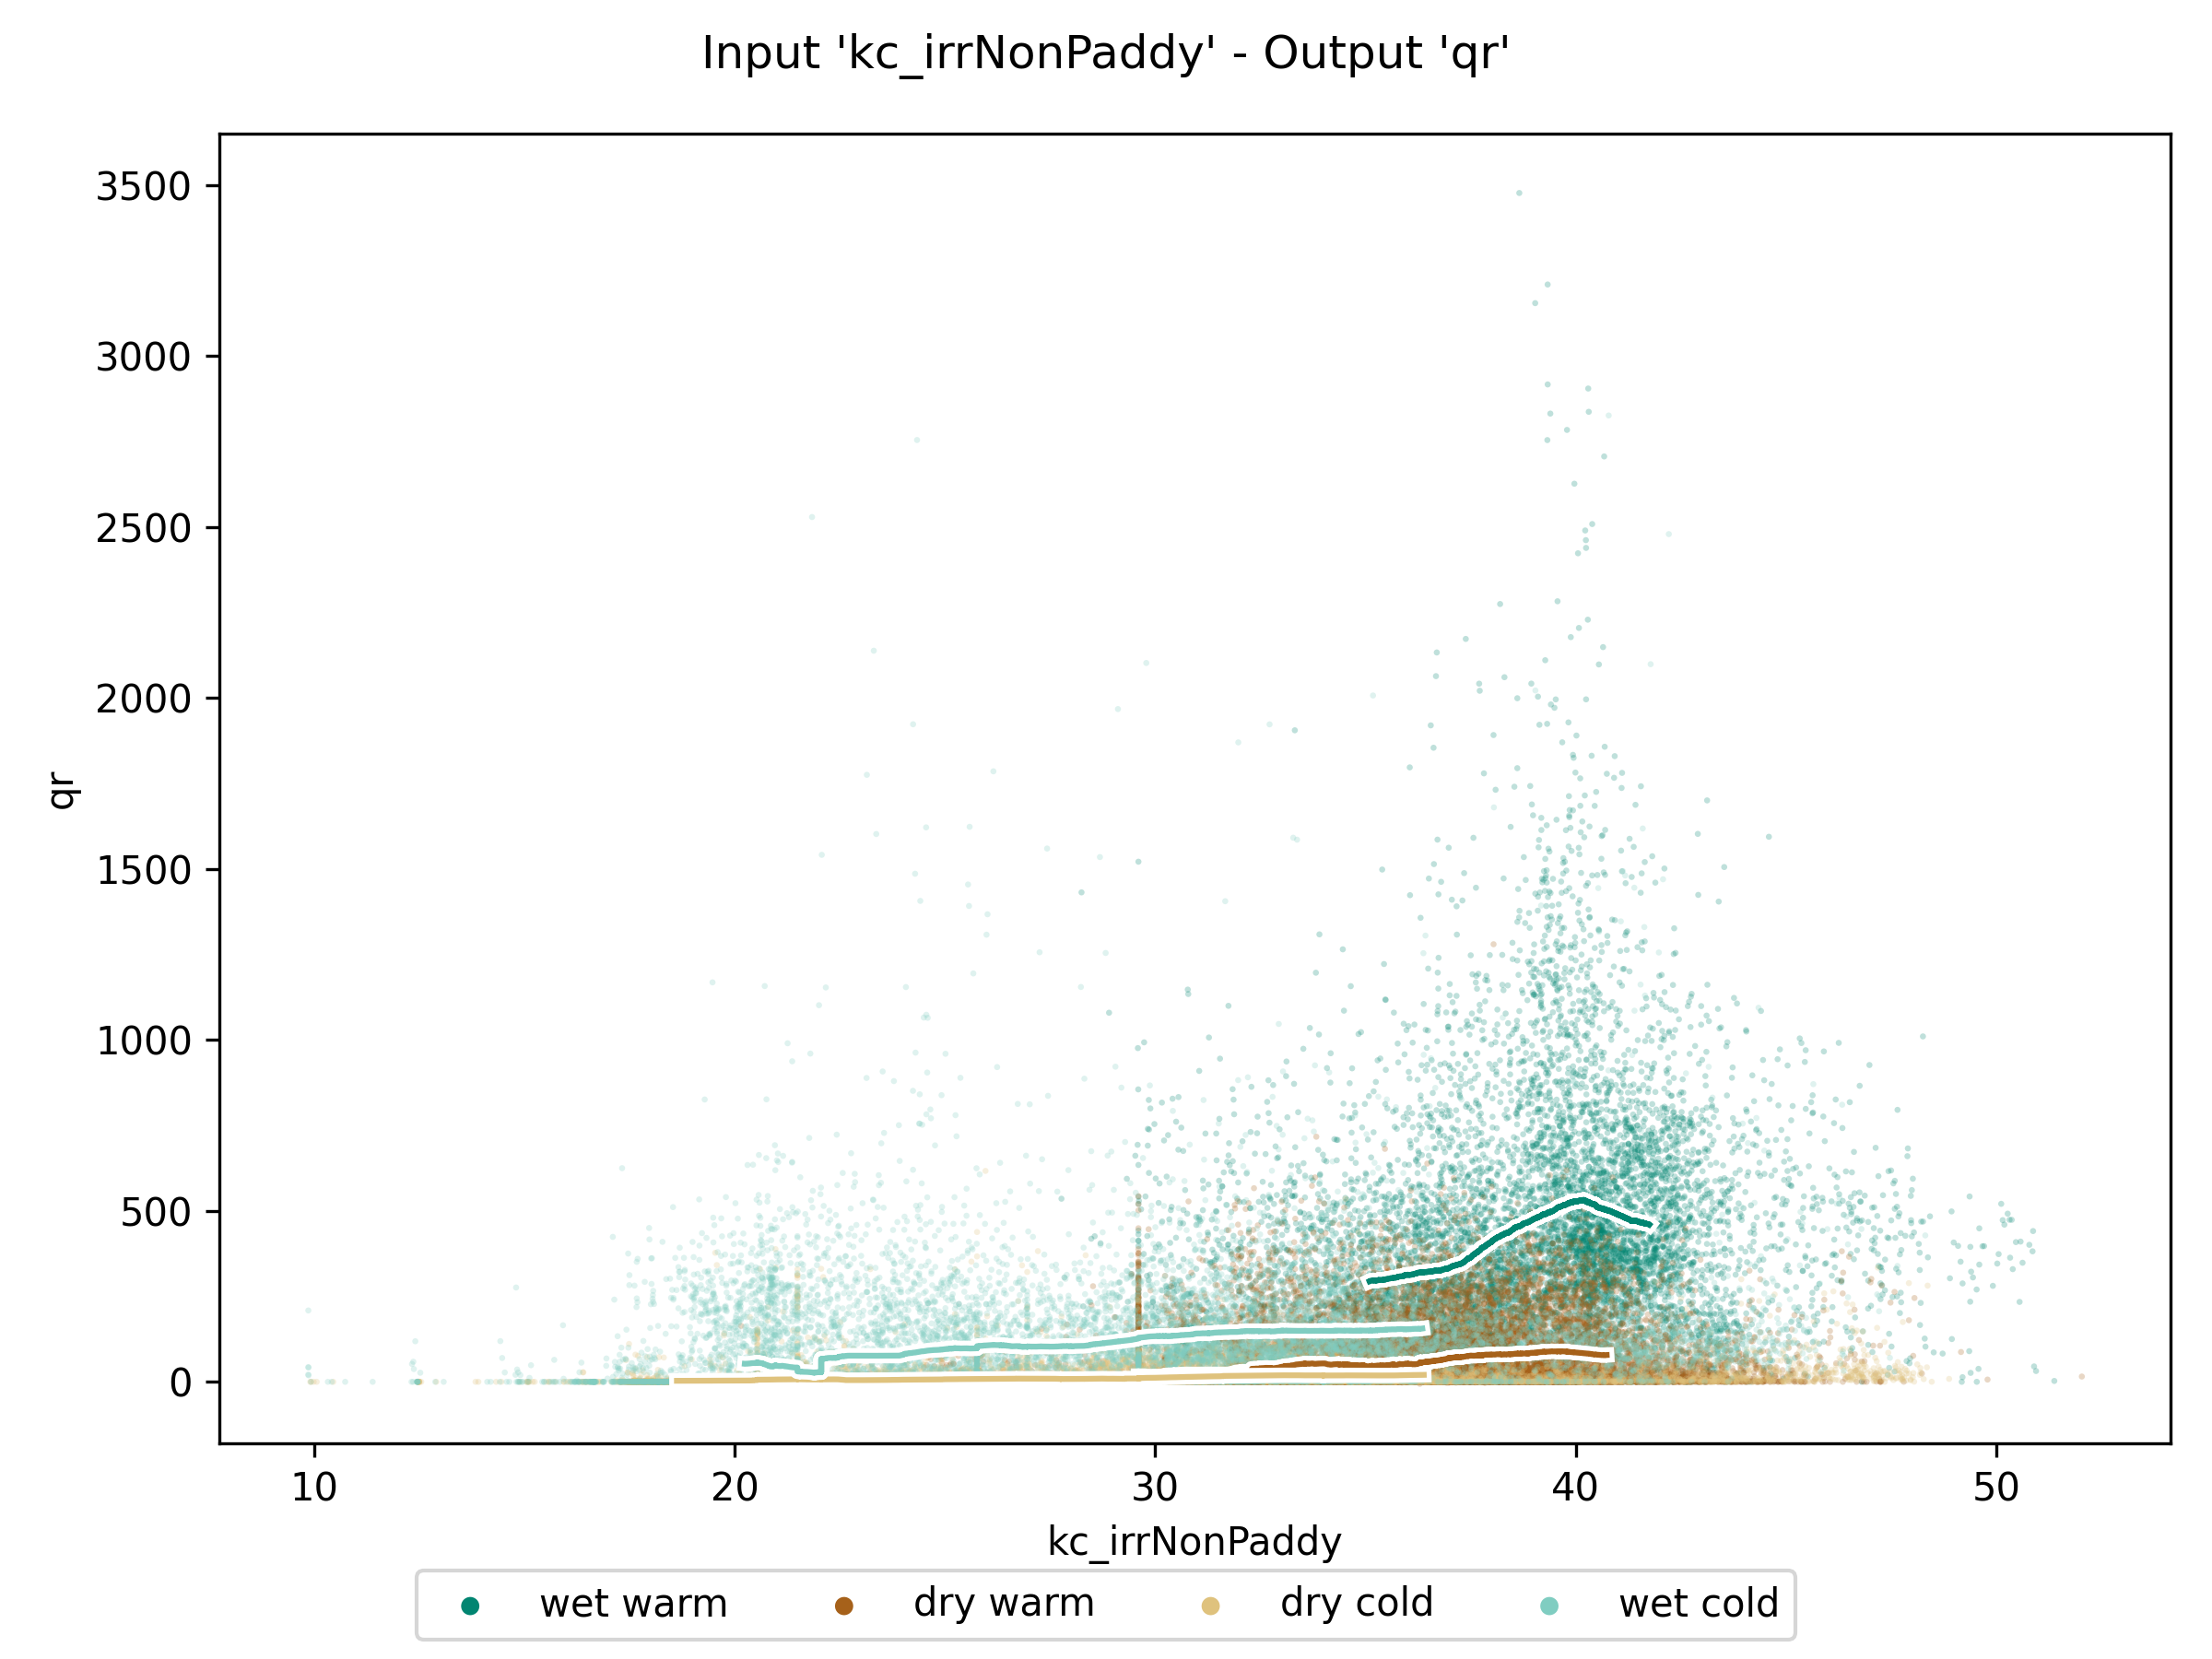 Input 'kc_irrNonPaddy' - Output 'qr'
3500
3000
2500
2000
1500
1000
500
0
qr
10 20 30 40 50
kc_irrNonPaddy
wet warm dry warm dry cold wet cold